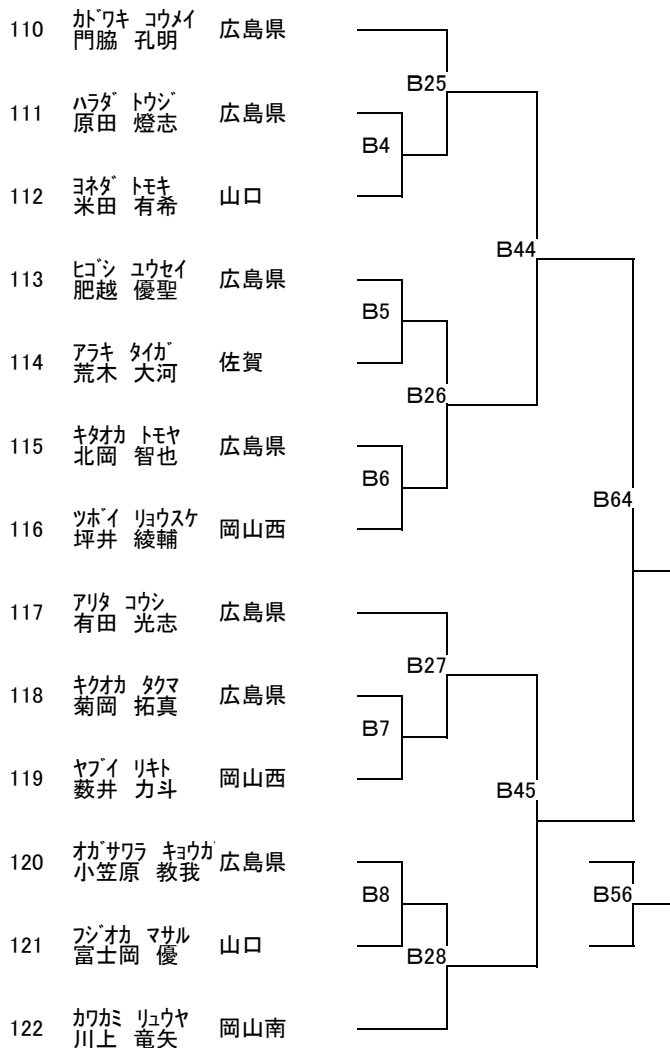 カドワキ コウメイ
110 門脇 孔明 広島県
B25
ハラダ トウジ
111 原田 燈志 広島県
B4
ヨネダ トモキ
112 米田 有希 山口
B44
ヒゴシ ユウセイ
113 肥越 優聖 広島県
B5
アラキ タイガ
114 荒木 大河 佐賀
B26
キタオカ トモヤ
115 北岡 智也 広島県
B6
B64
ツボイ リョウスケ
116 坪井 綾輔 岡山西
アリタ コウシ
117 有田 光志 広島県
B27
キクオカ タクマ
118 菊岡 拓真 広島県
B7
ヤブイ リキト
119 薮井 力斗 岡山西
B45
オガサワラ キョウガ
120 小笠原 教我 広島県
B8
B56
フジオカ マサル
121 富士岡 優 山口
B28
カワカミ リュウヤ
122 川上 竜矢 岡山南